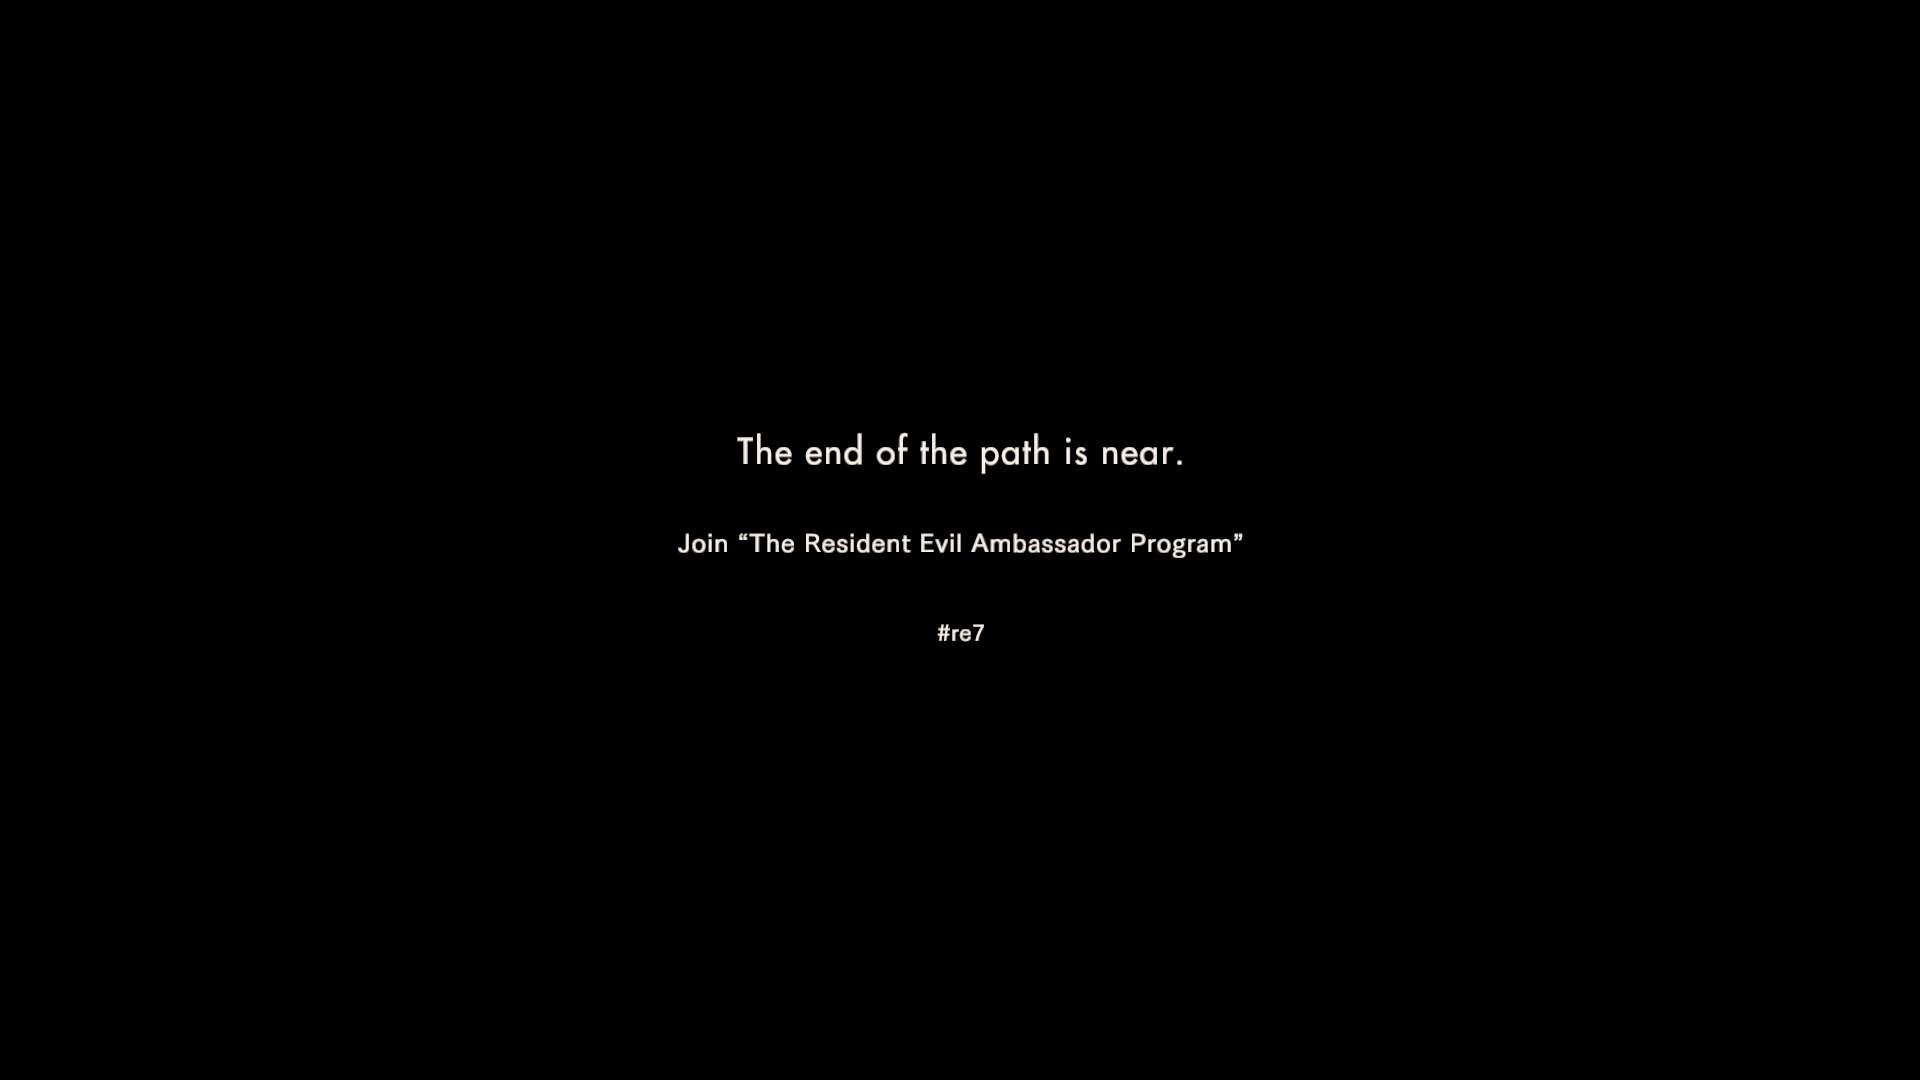 The end of the path is near.
Join “The Resident Evil Ambassador Program”
#re7